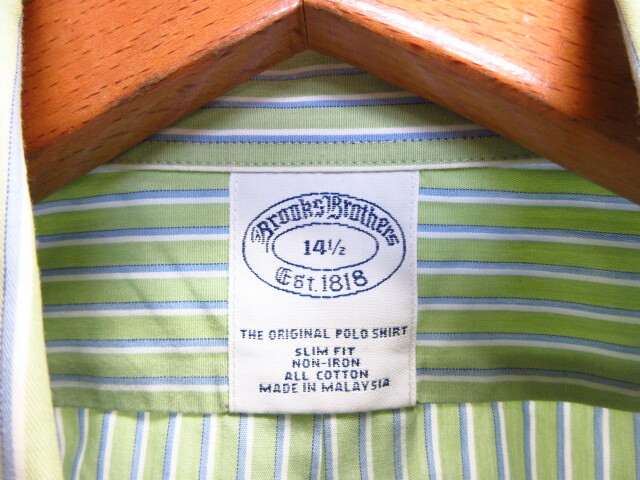 Brooks Brothers
14½
Est. 1818
THE ORIGINAL POLO SHIRT
SLIM FIT
NON-IRON
ALL COTTON
MADE IN MALAYSIA